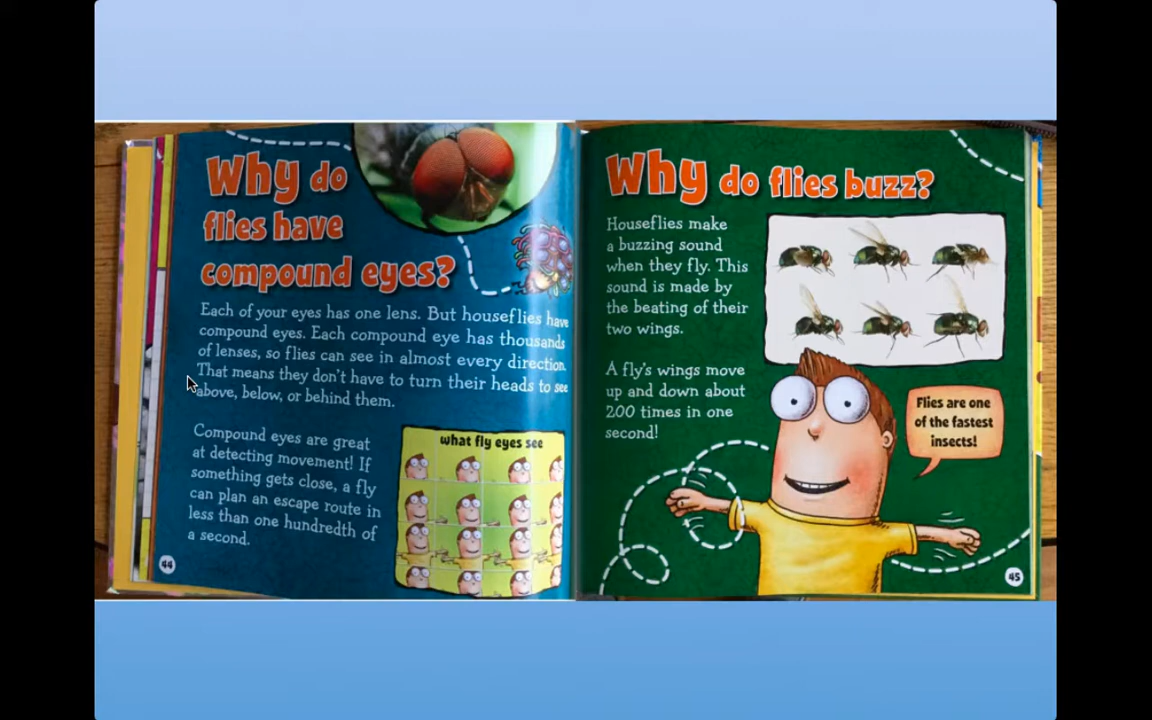 Why do
flies have
compound eyes?
Each of your eyes has one lens. But houseflies have
compound eyes. Each compound eye has thousands
of lenses, so flies can see in almost every direction.
That means they don't have to turn their heads to see
above, below, or behind them.
Compound eyes are great
at detecting movement! If
something gets close, a fly
can plan an escape route in
less than one hundredth of
a second.
what fly eyes see
44
Why do flies buzz?
Houseflies make
a buzzing sound
when they fly. This
sound is made by
the beating of their
two wings.
A fly's wings move
up and down about
200 times in one
second!
Flies are one
of the fastest
insects!
45